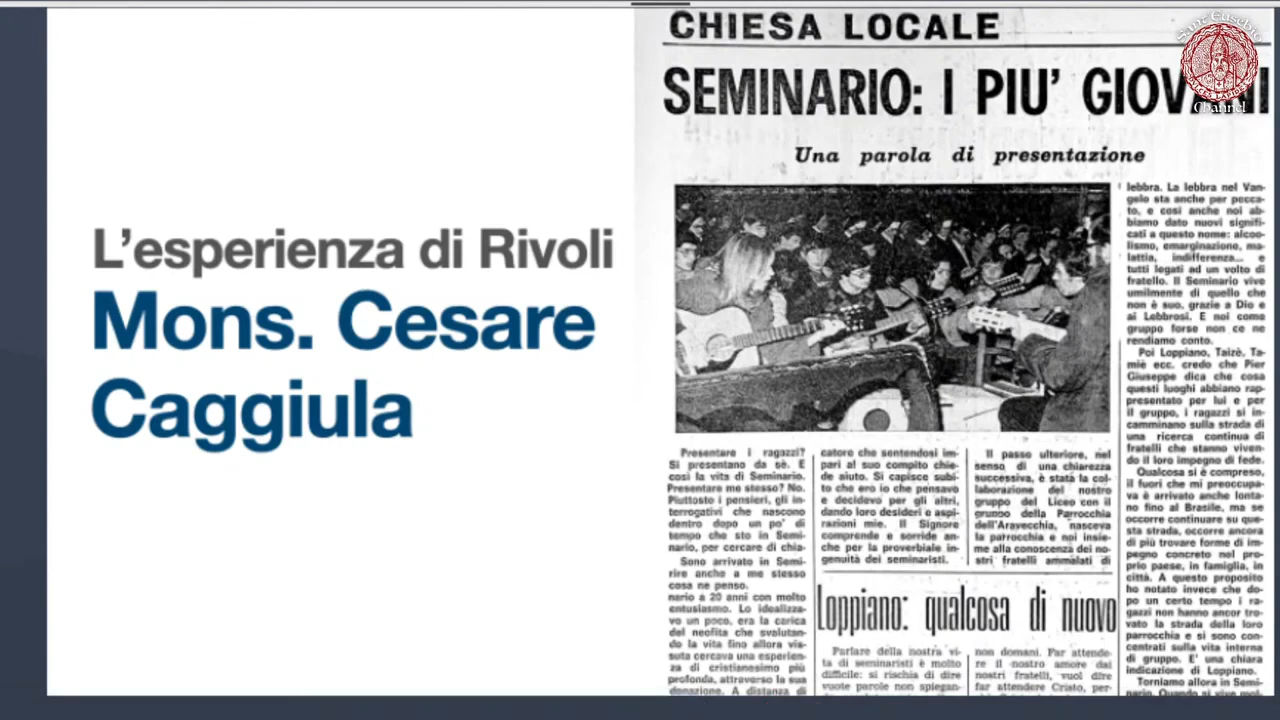 L'esperienza di Rivoli
Mons. Cesare
Caggiula
CHIESA LOCALE
SEMINARIO: I PIU' GIOVANI
Una parola di presentazione
Presentare i ragazzi?
Si presentano da sè. E
così la vita di Seminario.
Presentare me stesso? No.
Piuttosto i pensieri, gli in-
terrogativi che nascono
dentro dopo un po' di
tempo che sto in Semi-
nario, per cercare di chia-
Sono arrivato in Semi-
rire anche a me stesso
cosa ne penso.
nario a 20 anni con molto
entusiasmo. Lo idealizza-
vo un poco, era la carica
del neofita che svalutan-
do la vita fino allora vis-
suta cercava una esperien-
za di cristianesimo più
profonda, attraverso la sua
donazione. A distanza di
catore che sentendosi im-
pari al suo compito chie-
de aiuto. Si capisce subi-
to che ero io che pensavo
e decidevo per gli altri,
dando loro desideri e aspi-
razioni mie. Il Signore
comprende e sorride an-
che per la proverbiale in-
genuità dei seminaristi.
Il passo ulteriore, nel
senso di una chiarezza
successiva, è stata la col-
laborazione del nostro
gruppo del Liceo con il
gruppo della Parrocchia
dell'Aravecchia, nasceva
la parrocchia e noi insie-
me alla conoscenza dei no-
stri fratelli ammalati di
Loppiano: qualcosa di nuovo
Parlare della nostra vi-
ta di seminaristi è molto
difficile: si rischia di dire
vuote parole non spiegan-
non domani. Far attende-
re il nostro amore dai
nostri fratelli, vuol dire
far attendere Cristo, per-
lebbra. La lebbra nel Van-
gelo sta anche per pecca-
to, e così anche noi ab-
biamo dato nuovi signifi-
cati a questo nome: alcoo-
lismo, emarginazione, ma-
lattia, indifferenza... e
tutti legati ad un volto di
fratello. Il Seminario vive
umilmente di quello che
non è suo, grazie a Dio e
ai Lebbrosi. E noi come
gruppo forse non ce ne
rendiamo conto.
Poi Loppiano, Taizè, Ta-
miè ecc. credo che Pier
Giuseppe dica che cosa
questi luoghi abbiano rap-
presentato per lui e per
il gruppo, i ragazzi si in-
camminano sulla strada di
una ricerca continua di
fratelli che stanno viven-
do il loro impegno di fede.
Qualcosa si è compreso,
il fuori che mi preoccupa-
va è arrivato anche lonta-
no fino al Brasile, ma se
occorre continuare su que-
sta strada, occorre ancora
di più trovare forme di im-
pegno concreto nel pro-
prio paese, in famiglia, in
città. A questo proposito
ho notato invece che do-
po un certo tempo i ra-
gazzi non hanno ancor tro-
vato la strada della loro
parrocchia e si sono con-
centrati sulla vita interna
di gruppo. E' una chiara
indicazione di Loppiano.
Torniamo allora in Semi-
nario. Quando si vive mol-
Sant'Eusebio
Channel